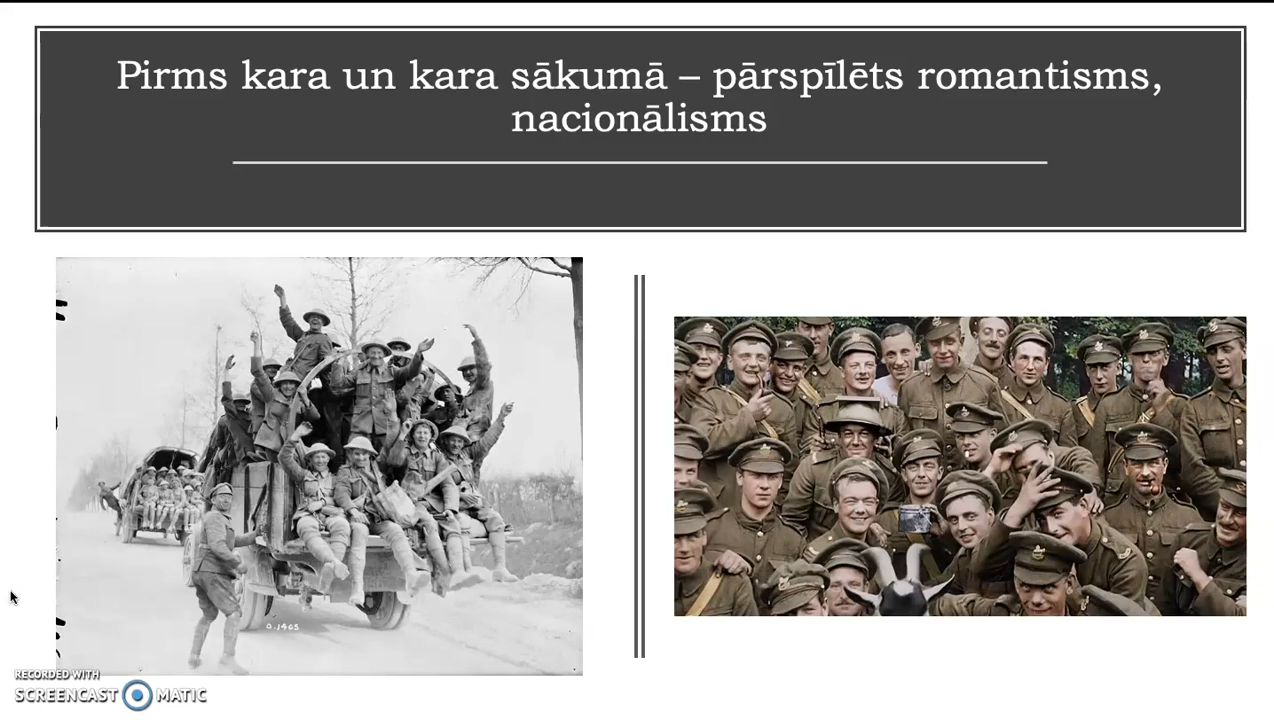 Pirms kara un kara sākumā – pārspīlēts romantisms,
nacionālisms
O.1405
RECORDED WITH
SCREENCAST MATIC